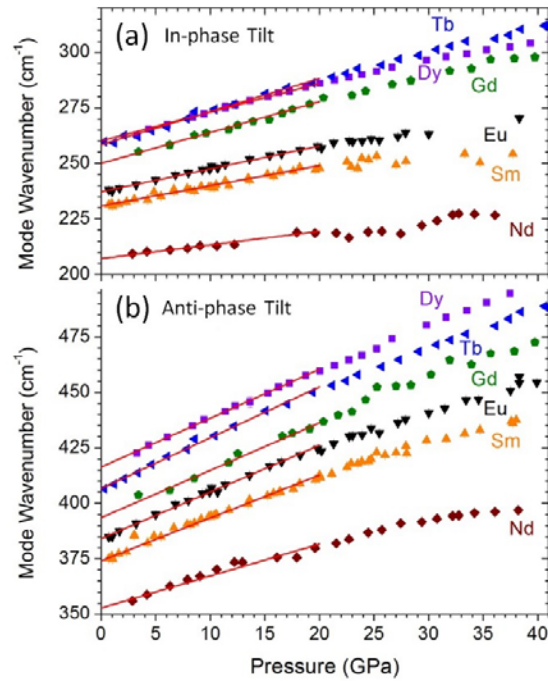 (a) In-phase Tilt
Tb
Dy
Gd
Eu
Sm
Nd
Mode Wavenumber (cm⁻¹)
300
275
250
225
200
(b) Anti-phase Tilt
Dy
Tb
Gd
Eu
Sm
Nd
Mode Wavenumber (cm⁻¹)
475
450
425
400
375
350
0 5 10 15 20 25 30 35 40
Pressure (GPa)